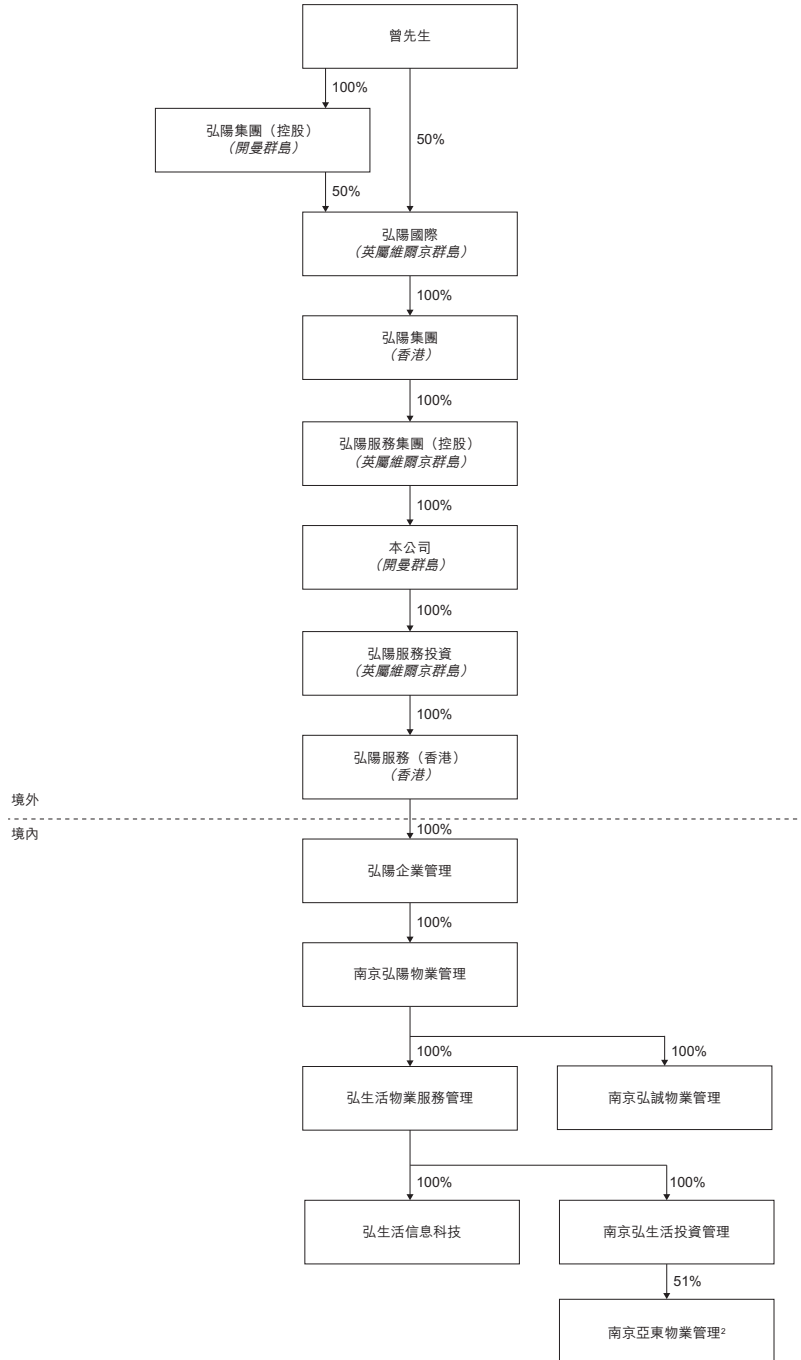 曾先生
100%
弘陽集團（控股）
（開曼群島）
50%
50%
弘陽國際
（英屬維爾京群島）
100%
弘陽集團
（香港）
100%
弘陽服務集團（控股）
（英屬維爾京群島）
100%
本公司
（開曼群島）
100%
弘陽服務投資
（英屬維爾京群島）
100%
弘陽服務（香港）
（香港）
境外
境內
100%
弘陽企業管理
100%
南京弘陽物業管理
100%
100%
弘生活物業服務管理
南京弘誠物業管理
100%
100%
弘生活信息科技
南京弘生活投資管理
51%
南京亞東物業管理²